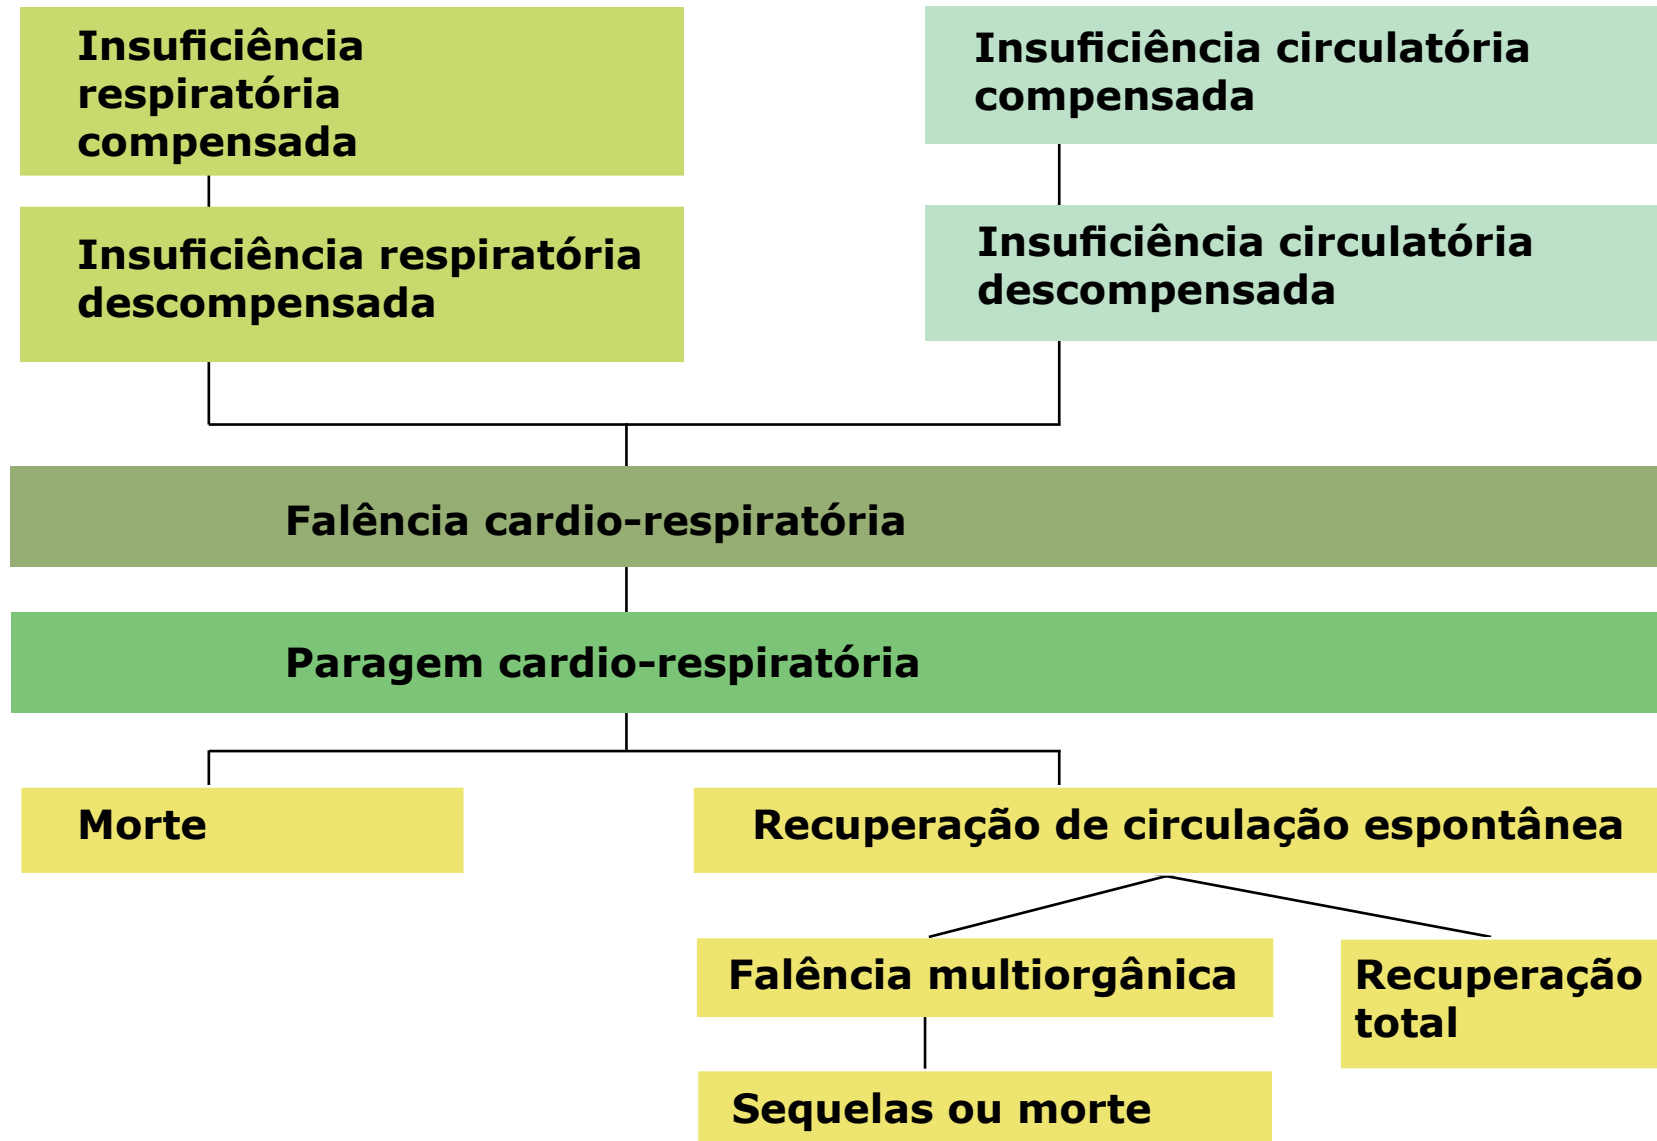 Insuficiência
respiratória
compensada
Insuficiência circulatória
compensada
Insuficiência respiratória
descompensada
Insuficiência circulatória
descompensada
Falência cardio-respiratória
Paragem cardio-respiratória
Morte
Recuperação de circulação espontânea
Falência multiorgânica
Recuperação
total
Sequelas ou morte